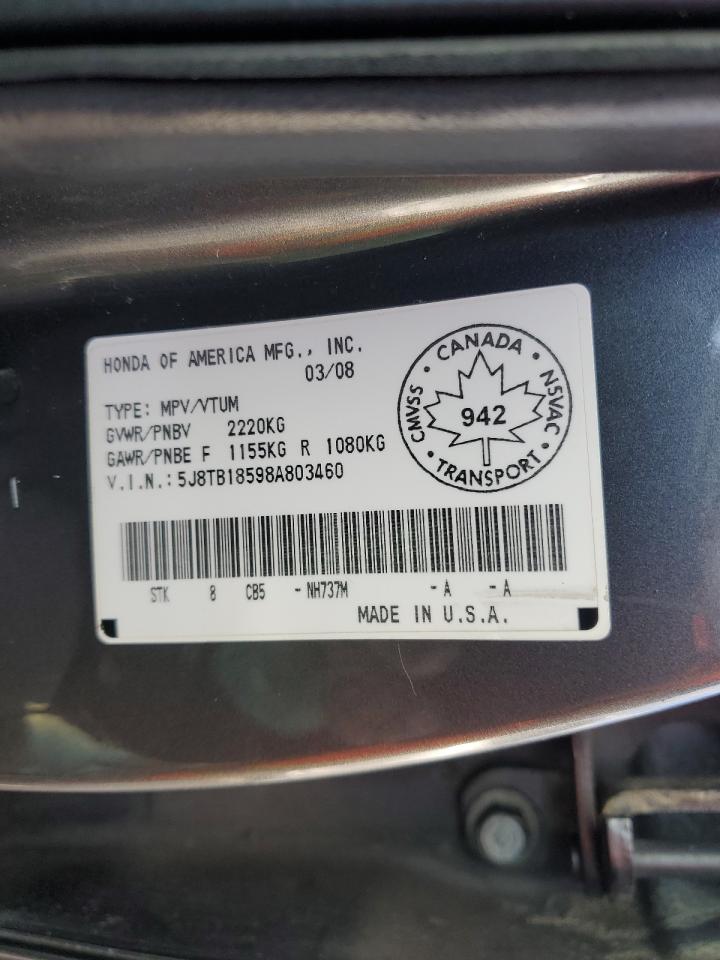 HONDA OF AMERICA MFG., INC.
03/08
TYPE: MPV/VTUM
GVWR/PNBV 2220KG
GAWR/PNBE F 1155KG R 1080KG
V.I.N.: 5J8TB18598A803460
CMVSS • CANADA • NSVAC • TRANSPORT •
942
STK 8 CB5 - NH737M - A - A
MADE IN U.S.A.